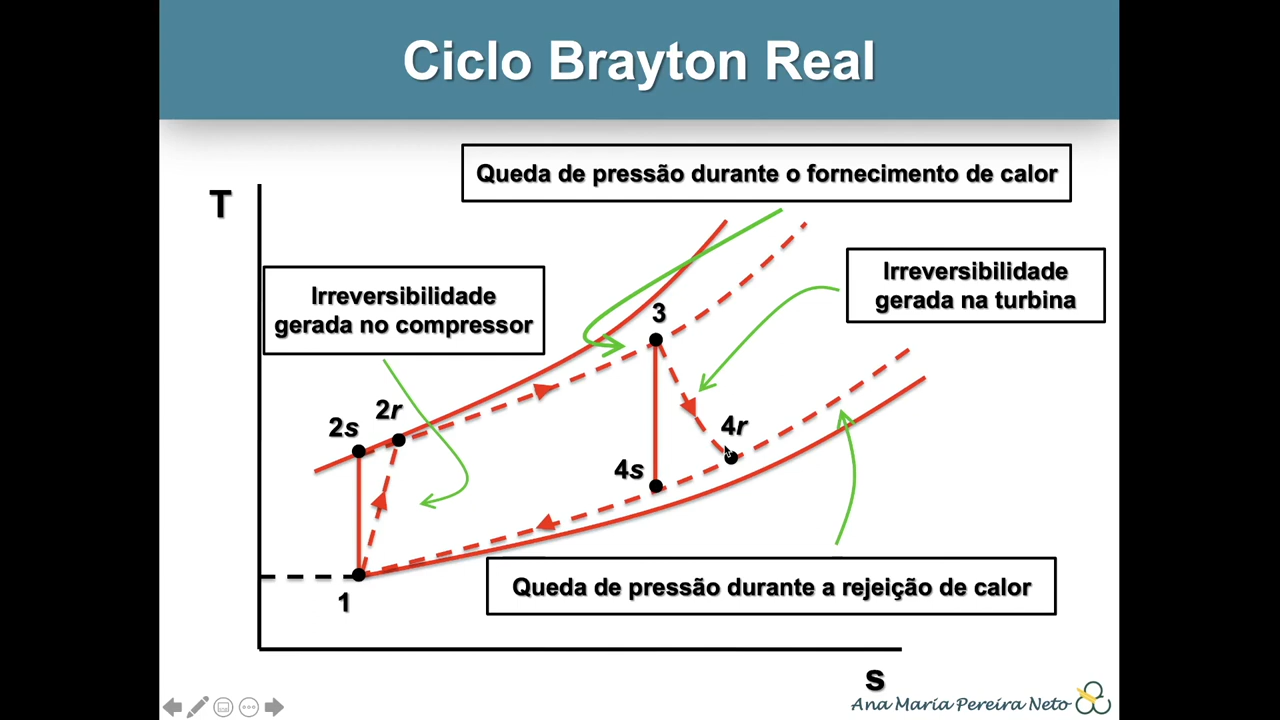 Ciclo Brayton Real
Queda de pressão durante o fornecimento de calor
T
Irreversibilidade
gerada na turbina
Irreversibilidade
gerada no compressor
3
2r
2s
4r
4s
Queda de pressão durante a rejeição de calor
1
s
Ana Maria Pereira Neto